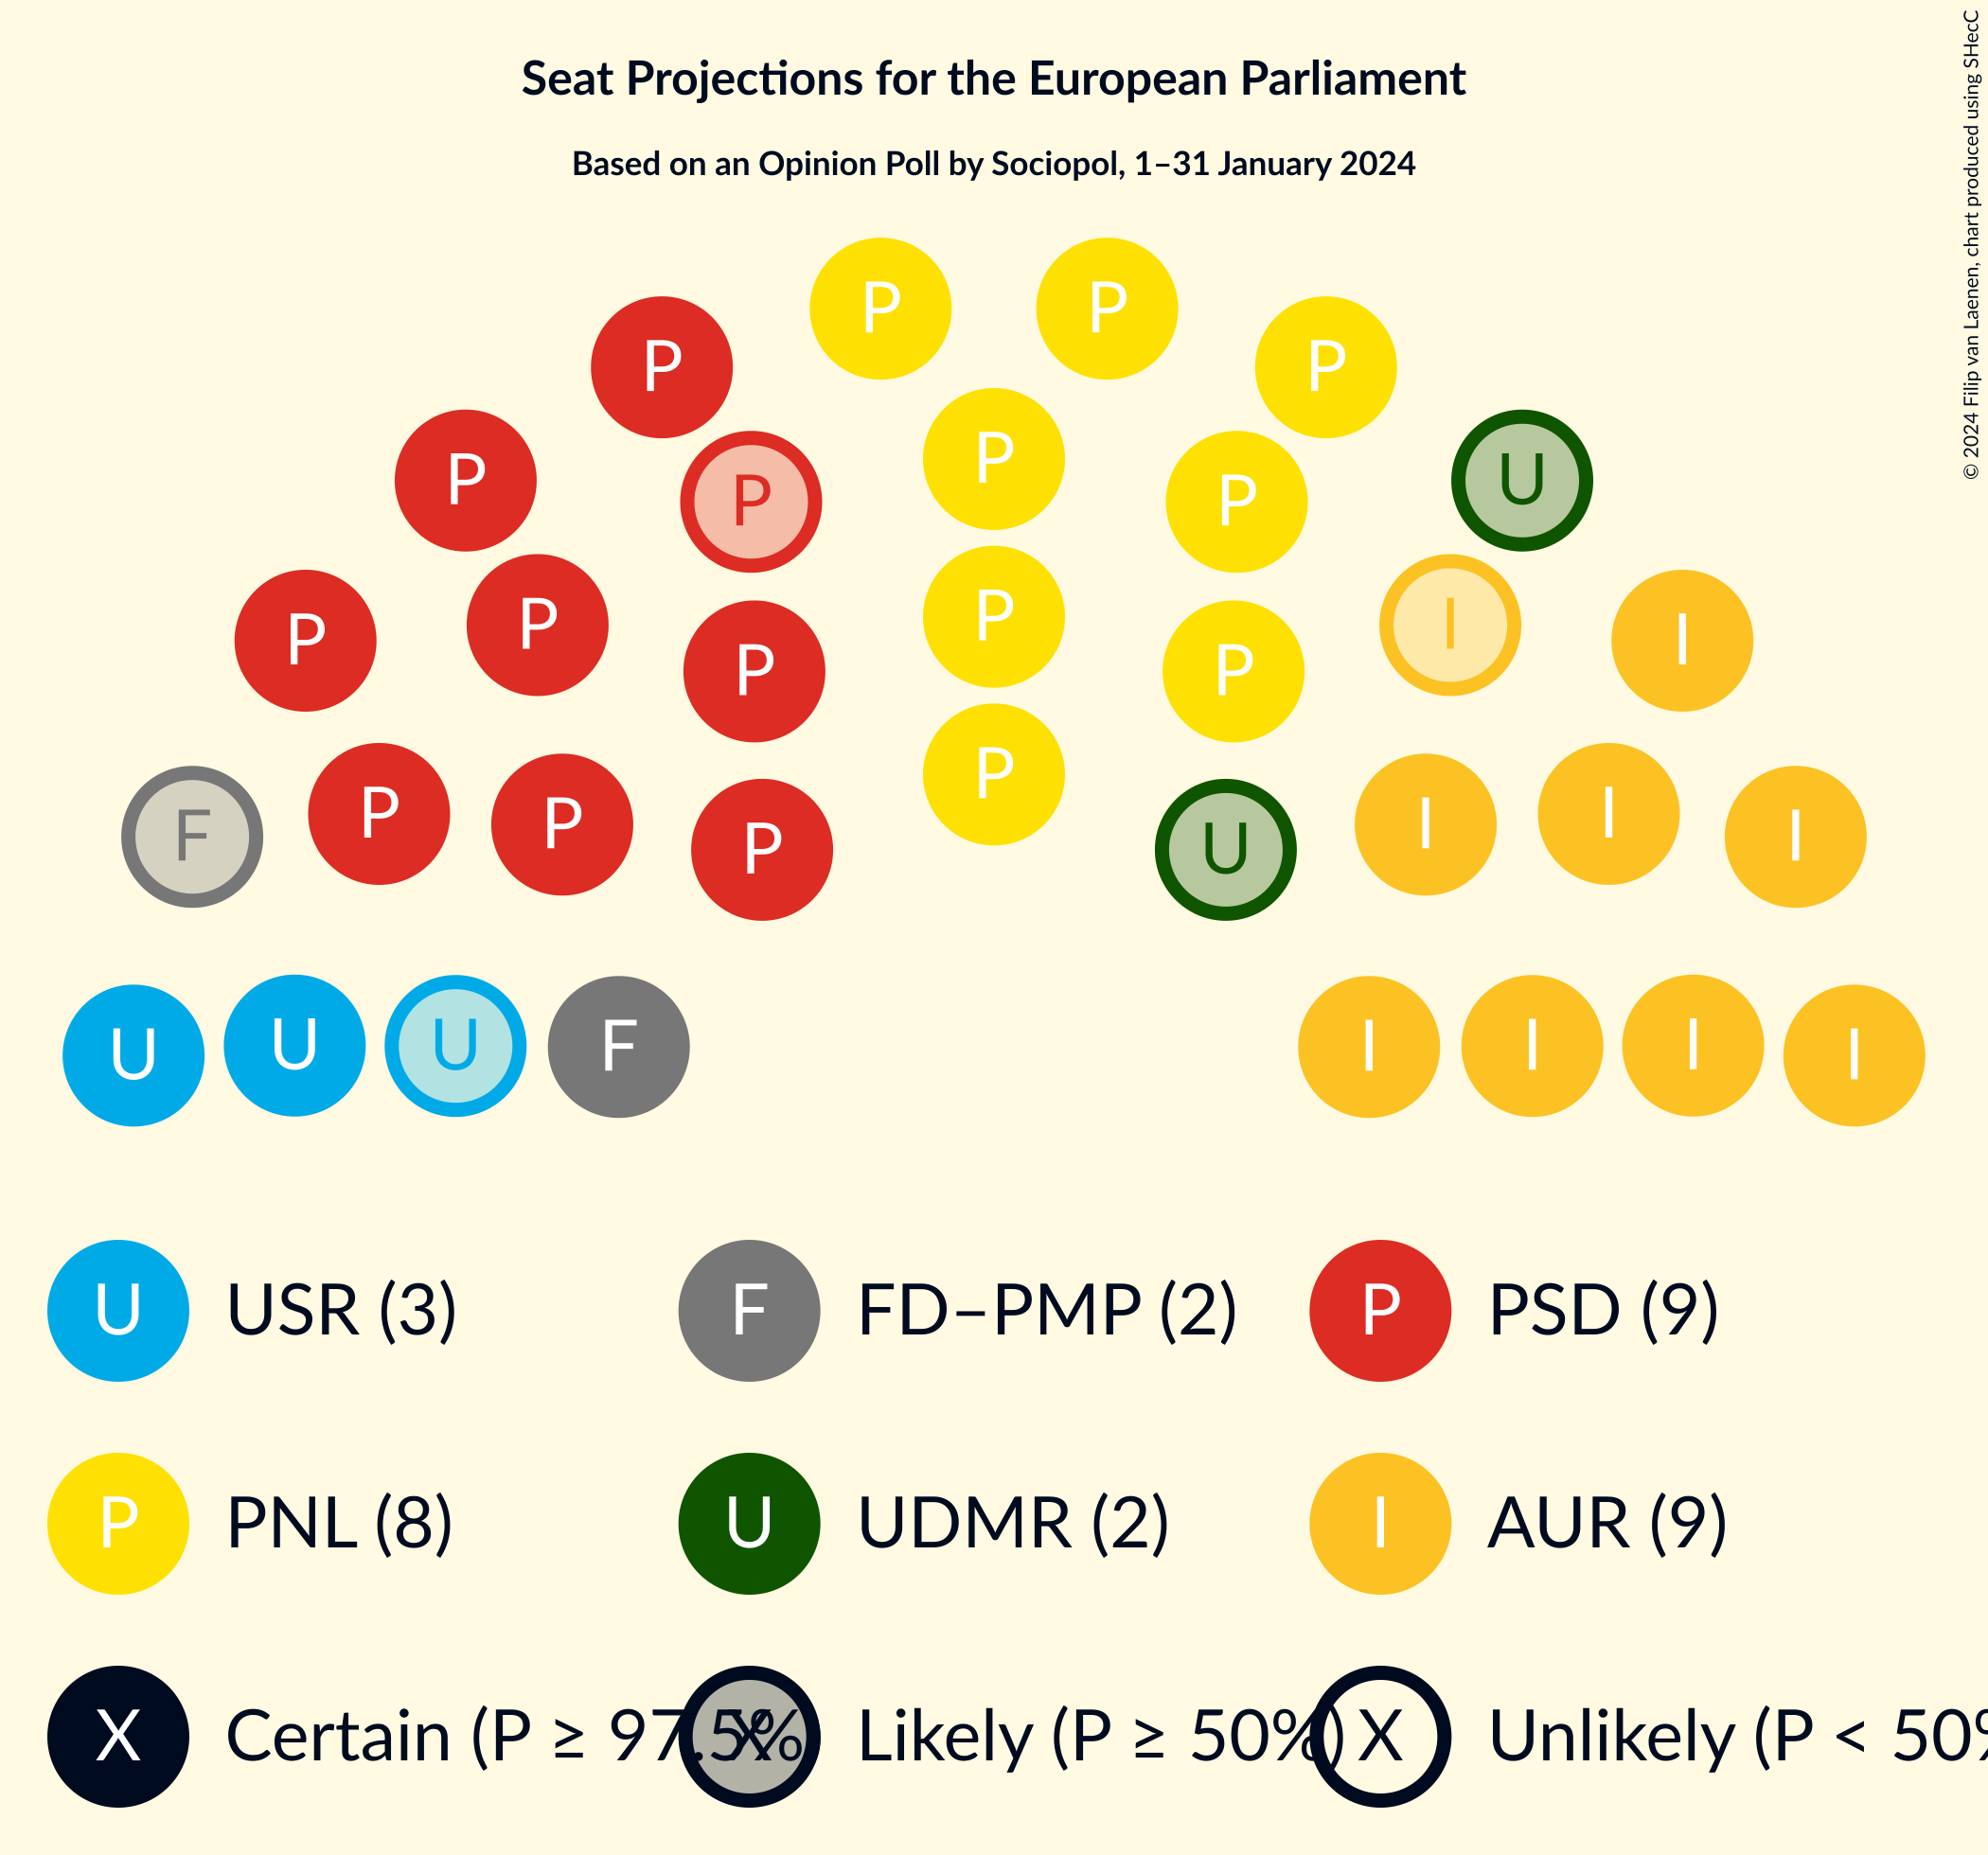 Seat Projections for the European Parliament
Based on an Opinion Poll by Sociopol, 1–31 January 2024
© 2024 Filip van Laenen, chart produced using SHecC
P P
P P
P P
P U
P P
P P
P I
P I
P P
P
F P P P I I I
P U
U U U F I I I I
U USR (3) F FD–PMP (2) P PSD (9)
P PNL (8) U UDMR (2) I AUR (9)
X Certain (P ≥ 97.5% X Likely (P ≥ 50%) X Unlikely (P < 50%